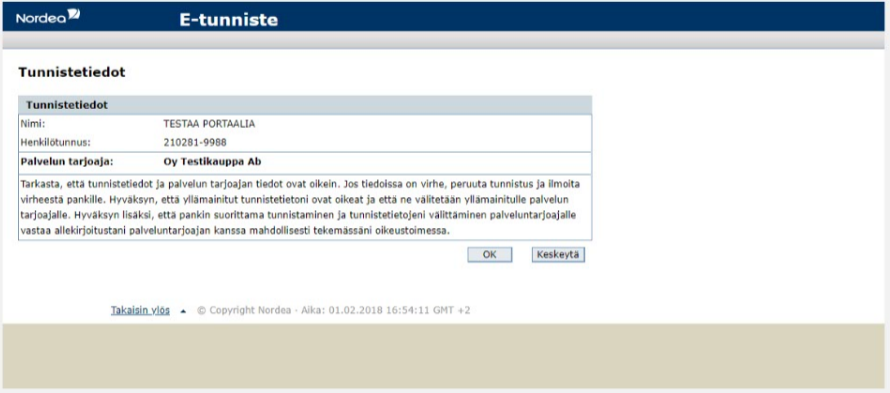 Nordea
E-tunniste
Tunnistetiedot
Tunnistetiedot
Nimi: TESTAA PORTAALIA
Henkilötunnus: 210281-9988
Palvelun tarjoaja: Oy Testikauppa Ab
Tarkasta, että tunnistetiedot ja palvelun tarjoajan tiedot ovat oikein. Jos tiedoissa on virhe, peruuta tunnistus ja ilmoita
virheestä pankille. Hyväksyn, että yllämainitut tunnistetietoni ovat oikeat ja että ne välitetään yllämainitulle palvelun
tarjoajalle. Hyväksyn lisäksi, että pankin suorittama tunnistaminen ja tunnistetietojeni välittäminen palveluntarjoajalle
vastaa allekirjoitustani palveluntarjoajan kanssa mahdollisesti tekemässäni oikeustoimessa.
OK Keskeytä
Takaisin ylös ▲ © Copyright Nordea · Aika: 01.02.2018 16:54:11 GMT +2